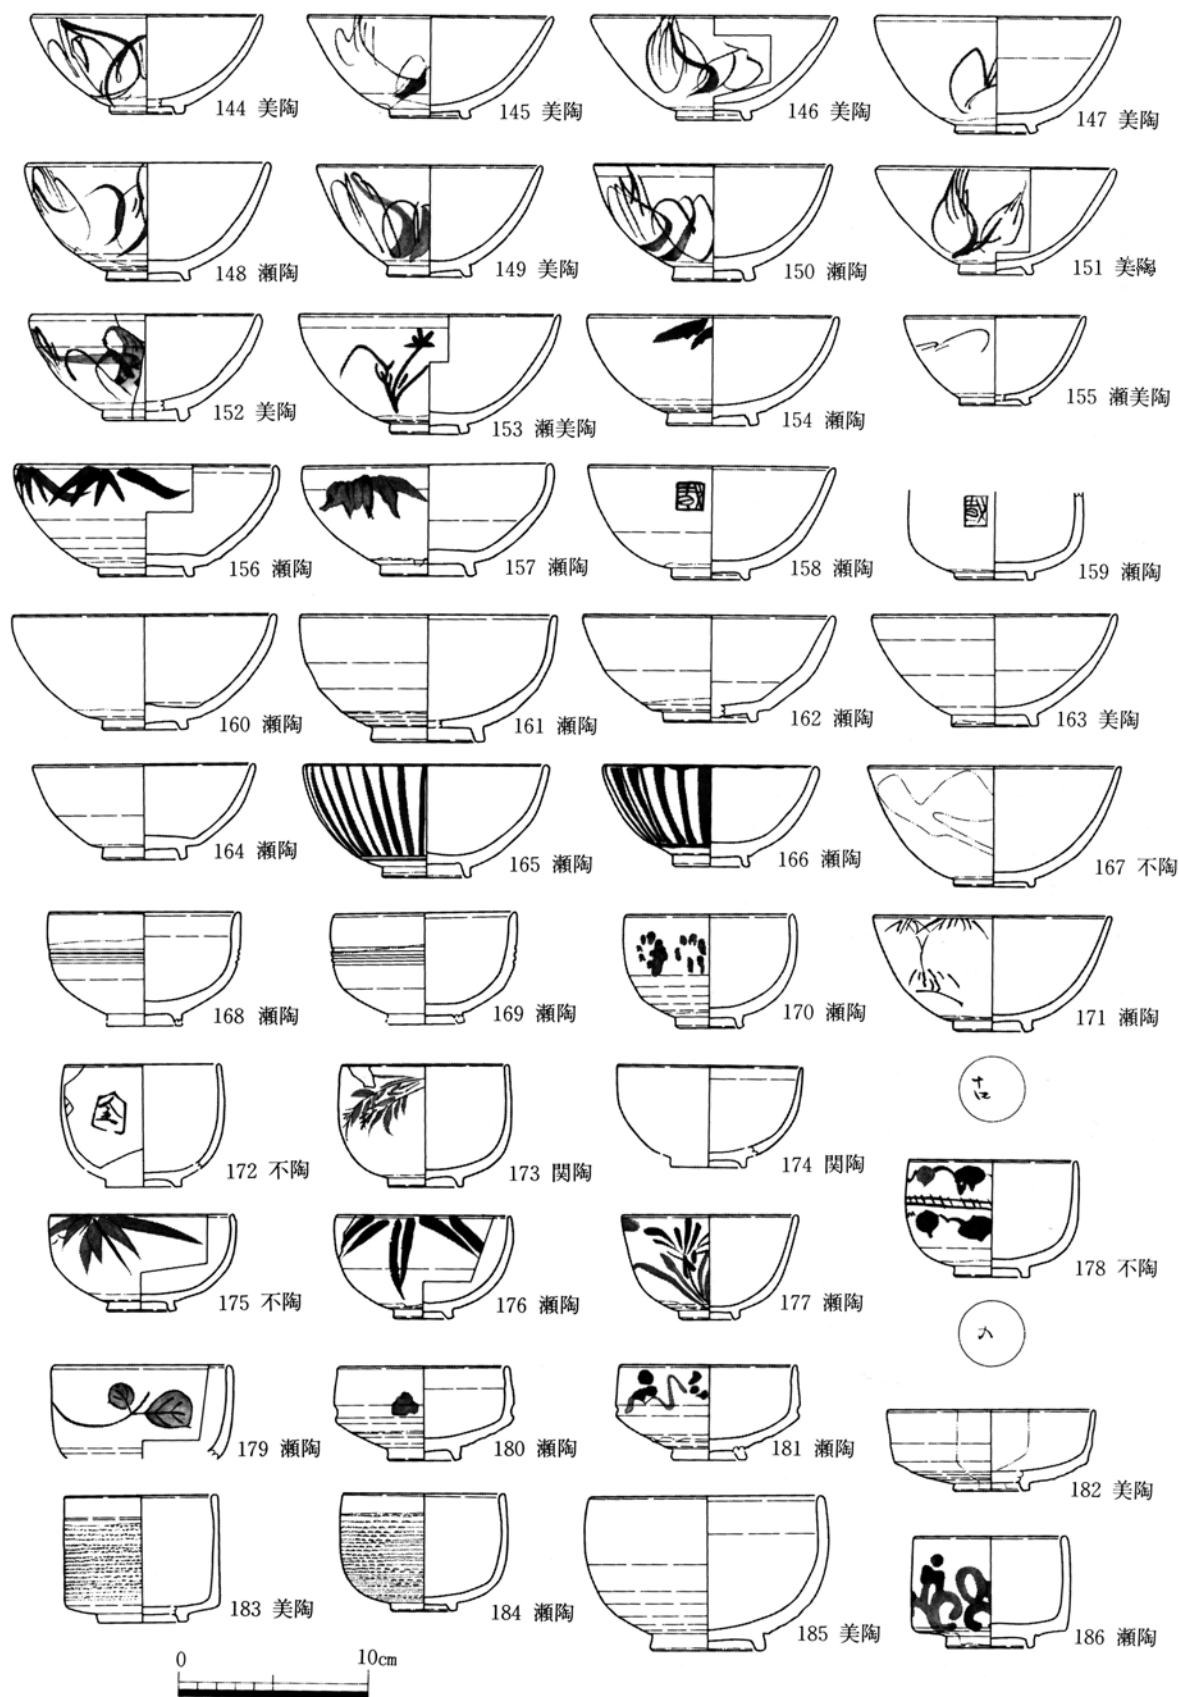 144 美陶
145 美陶
146 美陶
147 美陶
148 瀬陶
149 美陶
150 瀬陶
151 美陶
152 美陶
153 瀬美陶
154 瀬陶
155 瀬美陶
156 瀬陶
157 瀬陶
158 瀬陶
159 瀬陶
160 瀬陶
161 瀬陶
162 瀬陶
163 美陶
164 瀬陶
165 瀬陶
166 瀬陶
167 不陶
168 瀬陶
169 瀬陶
170 瀬陶
171 瀬陶
172 不陶
173 関陶
174 関陶
175 不陶
176 瀬陶
177 瀬陶
178 不陶
179 瀬陶
180 瀬陶
181 瀬陶
182 美陶
183 美陶
184 瀬陶
185 美陶
186 瀬陶
0 10cm